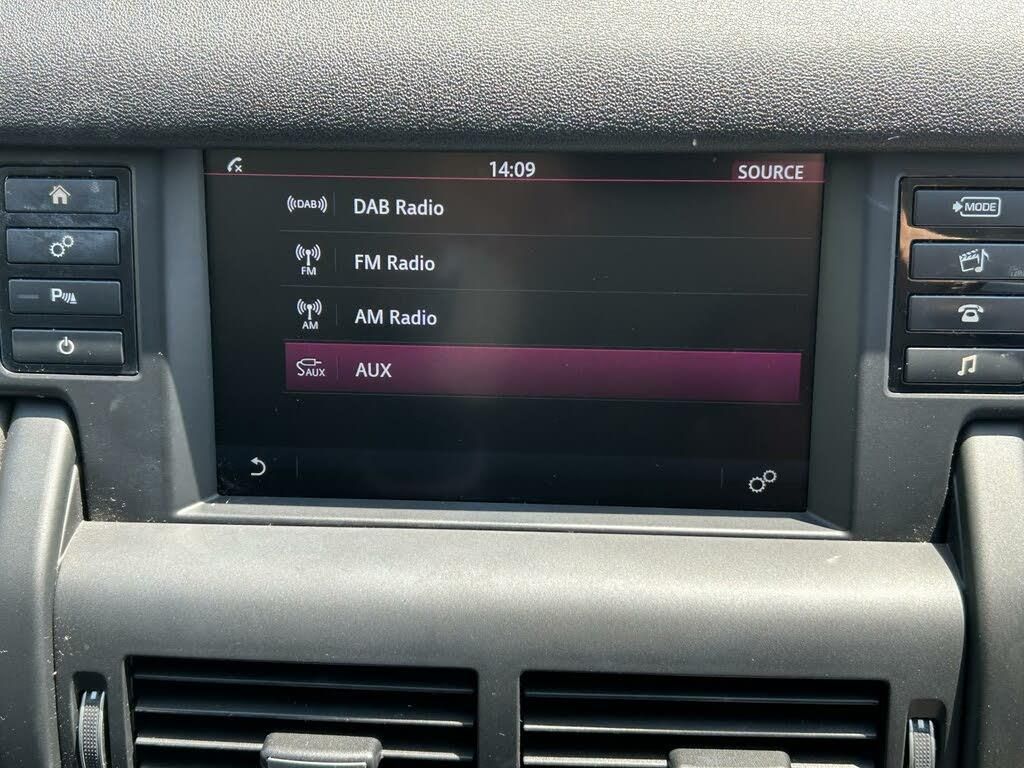 14:09
SOURCE
(((DAB))) DAB Radio
FM FM Radio
AM AM Radio
AUX AUX
P
MODE